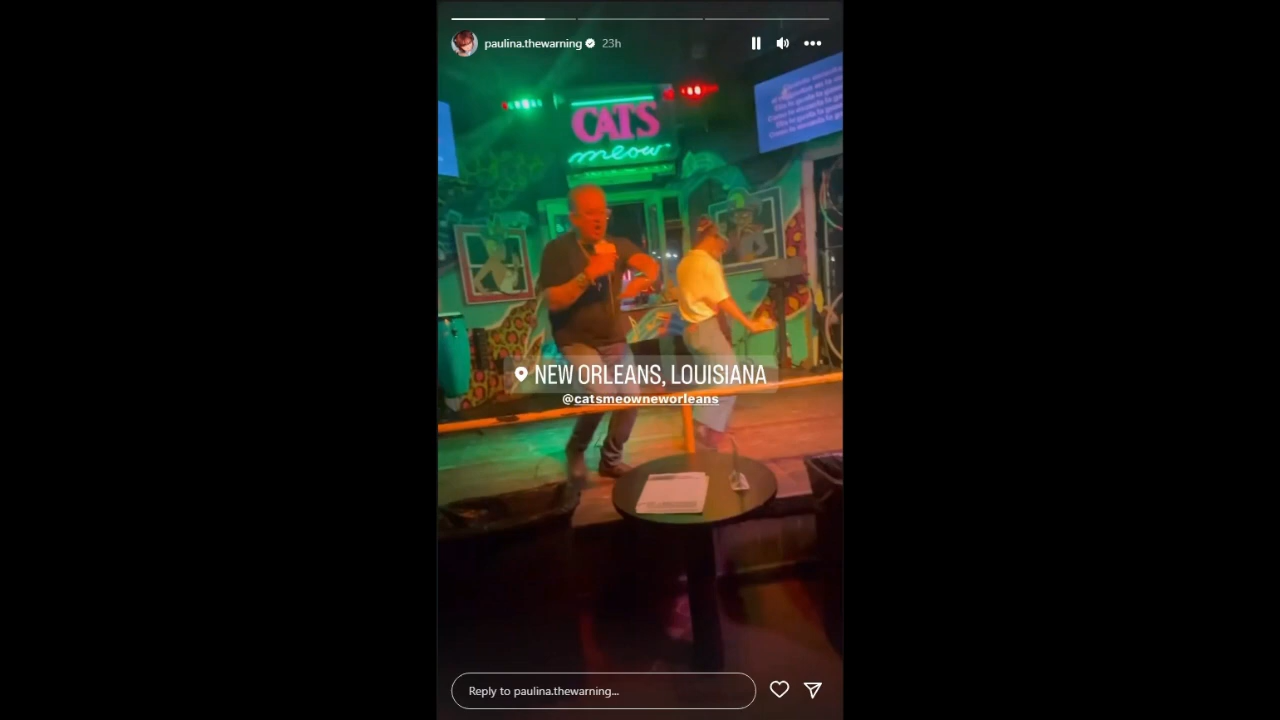 paulina.thewarning 23h
CATS
meow
NEW ORLEANS, LOUISIANA
@catsmeowneworleans
Reply to paulina.thewarning...